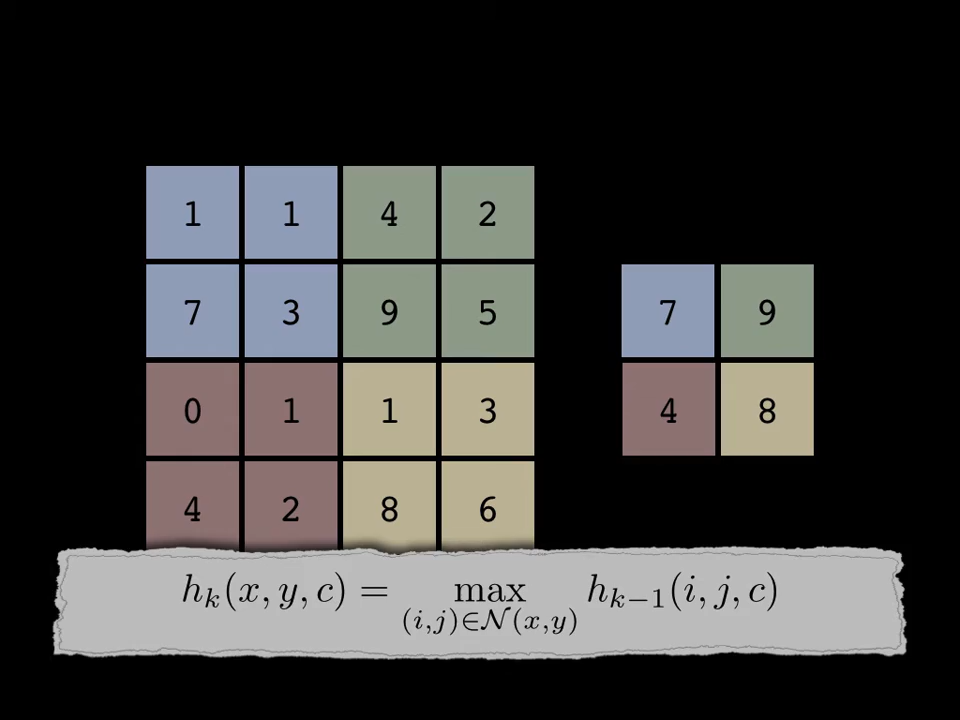 1 1 4 2
7 3 9 5
7 9
0 1 1 3
4 8
4 2 8 6
h_k(x, y, c) = max_{(i,j)∈𝒩(x,y)} h_{k−1}(i, j, c)